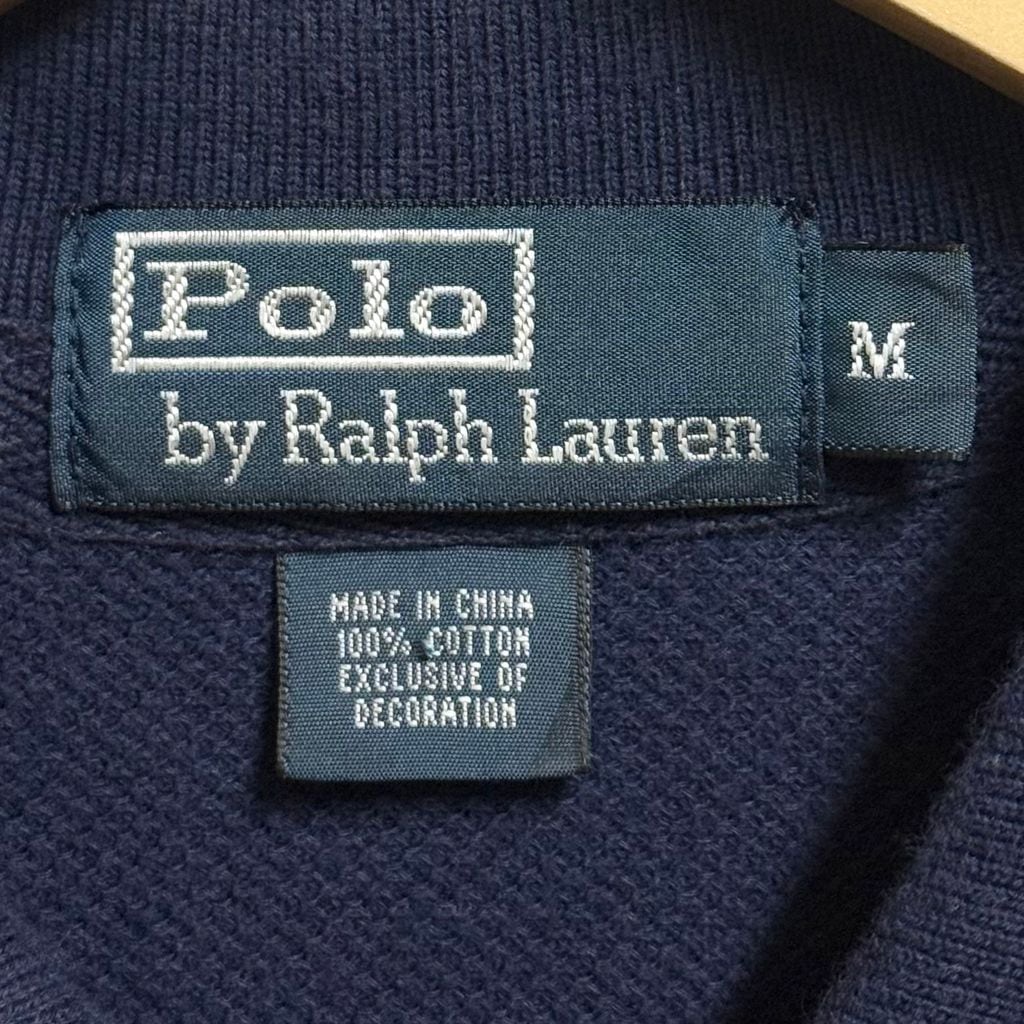 Polo
by Ralph Lauren
M
MADE IN CHINA
100% COTTON
EXCLUSIVE OF
DECORATION